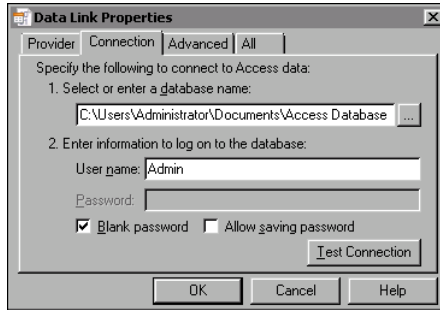 Data Link Properties
Provider Connection Advanced All
Specify the following to connect to Access data:
1. Select or enter a database name:
C:\Users\Administrator\Documents\Access Database ...
2. Enter information to log on to the database:
User name: Admin
Password:
Blank password Allow saving password
Test Connection
OK Cancel Help